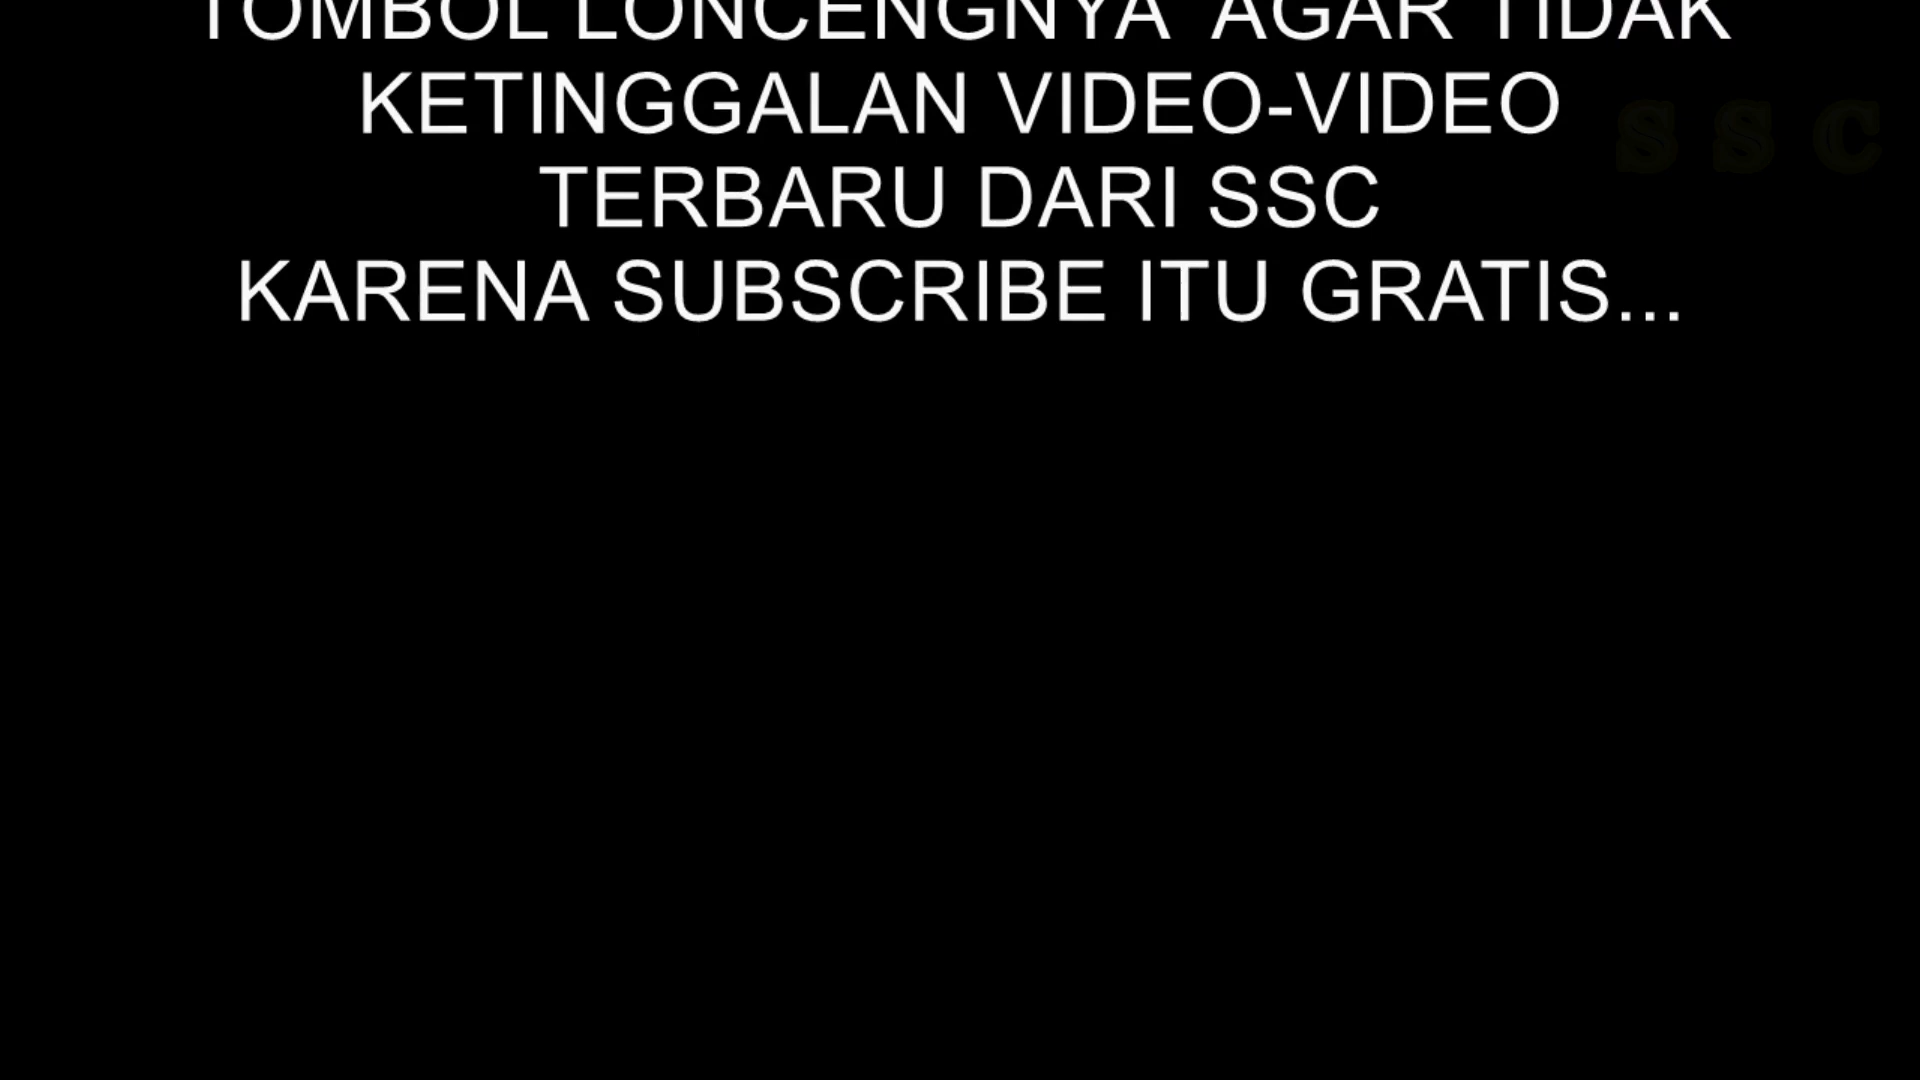 TOMBOL LONCENGNYA AGAR TIDAK
KETINGGALAN VIDEO-VIDEO
S S C
TERBARU DARI SSC
KARENA SUBSCRIBE ITU GRATIS...